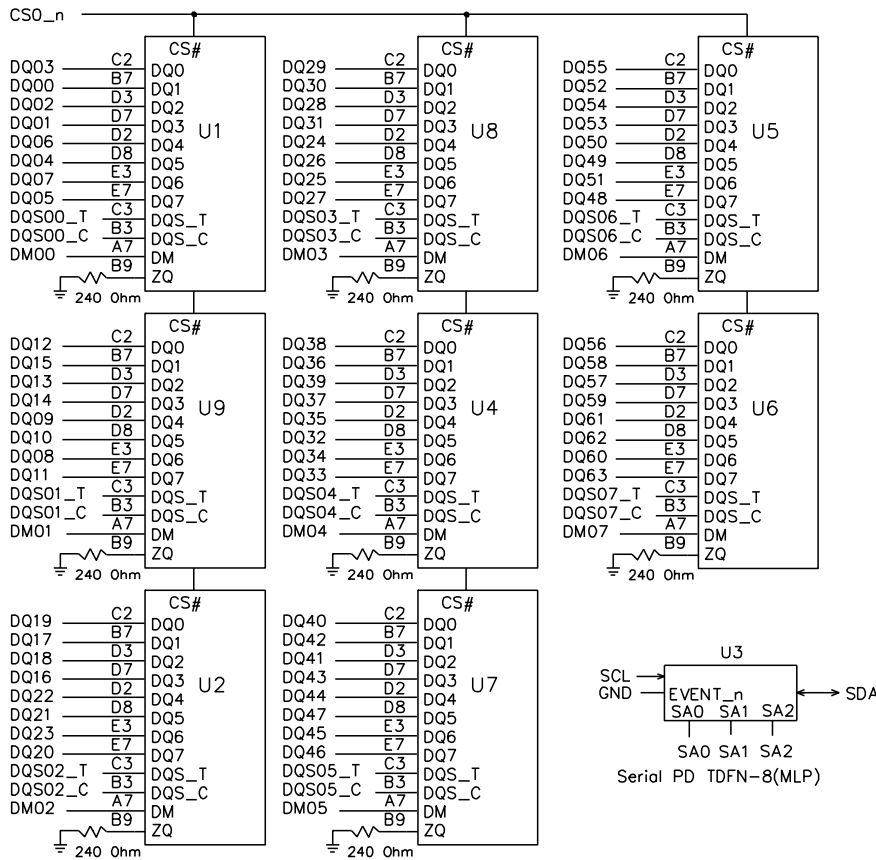 CS0_n
CS#
DQ03 C2 DQ0
DQ00 B7 DQ1
DQ02 D3 DQ2
DQ01 D7 DQ3
DQ06 D2 DQ4
DQ04 D8 DQ5
DQ07 E3 DQ6
DQ05 E7 DQ7
DQS00_T C3 DQS_T
DQS00_C B3 DQS_C
DM00 A7 DM
B9 ZQ
240 Ohm
U1
CS#
DQ29 C2 DQ0
DQ30 B7 DQ1
DQ28 D3 DQ2
DQ31 D7 DQ3
DQ24 D2 DQ4
DQ26 D8 DQ5
DQ25 E3 DQ6
DQ27 E7 DQ7
DQS03_T C3 DQS_T
DQS03_C B3 DQS_C
DM03 A7 DM
B9 ZQ
240 Ohm
U8
CS#
DQ55 C2 DQ0
DQ52 B7 DQ1
DQ54 D3 DQ2
DQ53 D7 DQ3
DQ50 D2 DQ4
DQ49 D8 DQ5
DQ51 E3 DQ6
DQ48 E7 DQ7
DQS06_T C3 DQS_T
DQS06_C B3 DQS_C
DM06 A7 DM
B9 ZQ
240 Ohm
U5
CS#
DQ12 C2 DQ0
DQ15 B7 DQ1
DQ13 D3 DQ2
DQ14 D7 DQ3
DQ09 D2 DQ4
DQ10 D8 DQ5
DQ08 E3 DQ6
DQ11 E7 DQ7
DQS01_T C3 DQS_T
DQS01_C B3 DQS_C
DM01 A7 DM
B9 ZQ
240 Ohm
U9
CS#
DQ38 C2 DQ0
DQ36 B7 DQ1
DQ39 D3 DQ2
DQ37 D7 DQ3
DQ35 D2 DQ4
DQ32 D8 DQ5
DQ34 E3 DQ6
DQ33 E7 DQ7
DQS04_T C3 DQS_T
DQS04_C B3 DQS_C
DM04 A7 DM
B9 ZQ
240 Ohm
U4
CS#
DQ56 C2 DQ0
DQ58 B7 DQ1
DQ57 D3 DQ2
DQ59 D7 DQ3
DQ61 D2 DQ4
DQ62 D8 DQ5
DQ60 E3 DQ6
DQ63 E7 DQ7
DQS07_T C3 DQS_T
DQS07_C B3 DQS_C
DM07 A7 DM
B9 ZQ
240 Ohm
U6
CS#
DQ19 C2 DQ0
DQ17 B7 DQ1
DQ18 D3 DQ2
DQ16 D7 DQ3
DQ22 D2 DQ4
DQ21 D8 DQ5
DQ23 E3 DQ6
DQ20 E7 DQ7
DQS02_T C3 DQS_T
DQS02_C B3 DQS_C
DM02 A7 DM
B9 ZQ
240 Ohm
U2
CS#
DQ40 C2 DQ0
DQ42 B7 DQ1
DQ41 D3 DQ2
DQ43 D7 DQ3
DQ44 D2 DQ4
DQ47 D8 DQ5
DQ45 E3 DQ6
DQ46 E7 DQ7
DQS05_T C3 DQS_T
DQS05_C B3 DQS_C
DM05 A7 DM
B9 ZQ
240 Ohm
U7
U3
SCL
GND EVENT_n SDA
SA0 SA1 SA2
SA0 SA1 SA2
Serial PD TDFN-8(MLP)